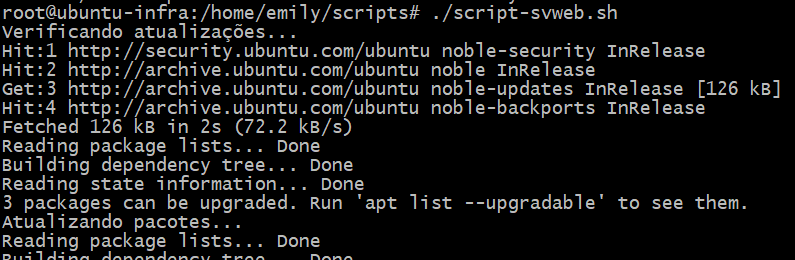 root@ubuntu-infra:/home/emily/scripts# ./script-svweb.sh
Verificando atualizações...
Hit:1 http://security.ubuntu.com/ubuntu noble-security InRelease
Hit:2 http://archive.ubuntu.com/ubuntu noble InRelease
Get:3 http://archive.ubuntu.com/ubuntu noble-updates InRelease [126 kB]
Hit:4 http://archive.ubuntu.com/ubuntu noble-backports InRelease
Fetched 126 kB in 2s (72.2 kB/s)
Reading package lists... Done
Building dependency tree... Done
Reading state information... Done
3 packages can be upgraded. Run 'apt list --upgradable' to see them.
Atualizando pacotes...
Reading package lists... Done
Building dependency tree... Done